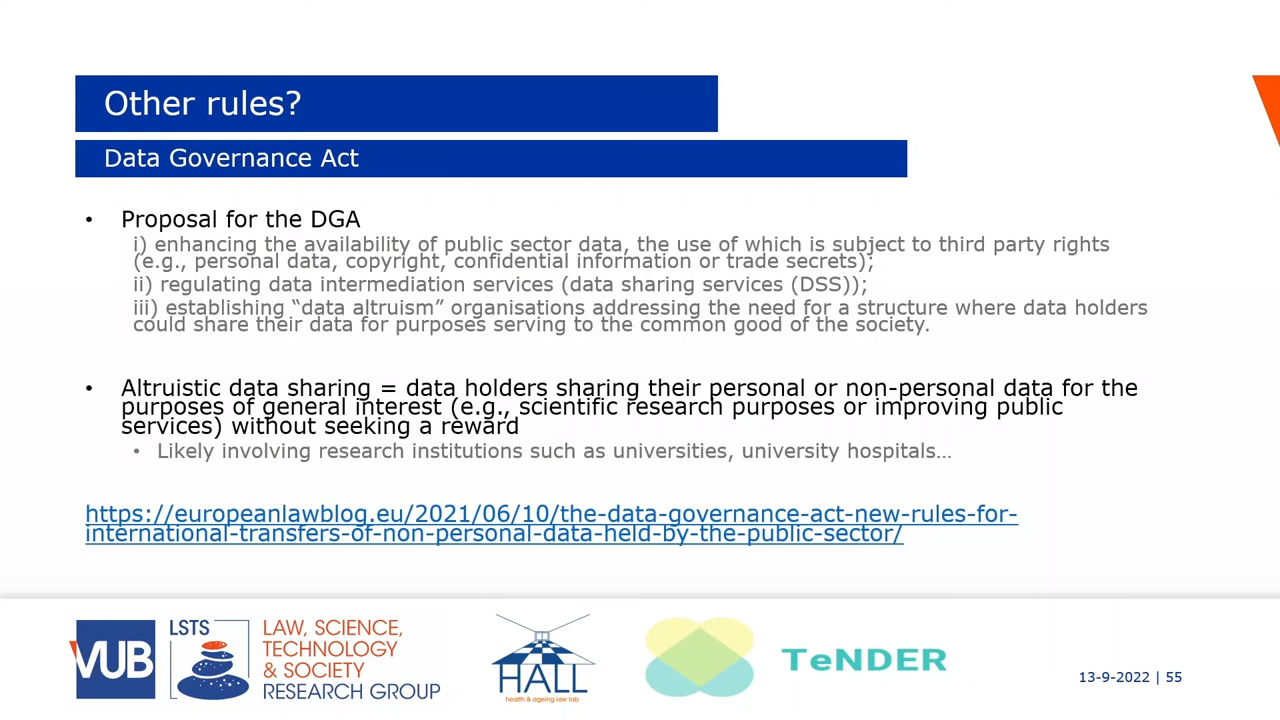 Other rules?
Data Governance Act
• Proposal for the DGA
i) enhancing the availability of public sector data, the use of which is subject to third party rights
(e.g., personal data, copyright, confidential information or trade secrets);
ii) regulating data intermediation services (data sharing services (DSS));
iii) establishing “data altruism” organisations addressing the need for a structure where data holders
could share their data for purposes serving to the common good of the society.
• Altruistic data sharing = data holders sharing their personal or non-personal data for the
purposes of general interest (e.g., scientific research purposes or improving public
services) without seeking a reward
• Likely involving research institutions such as universities, university hospitals…
https://europeanlawblog.eu/2021/06/10/the-data-governance-act-new-rules-for-
international-transfers-of-non-personal-data-held-by-the-public-sector/
VUB
LSTS
LAW, SCIENCE,
TECHNOLOGY
& SOCIETY
RESEARCH GROUP
HALL
health & ageing law lab
TeNDER
13-9-2022 | 55